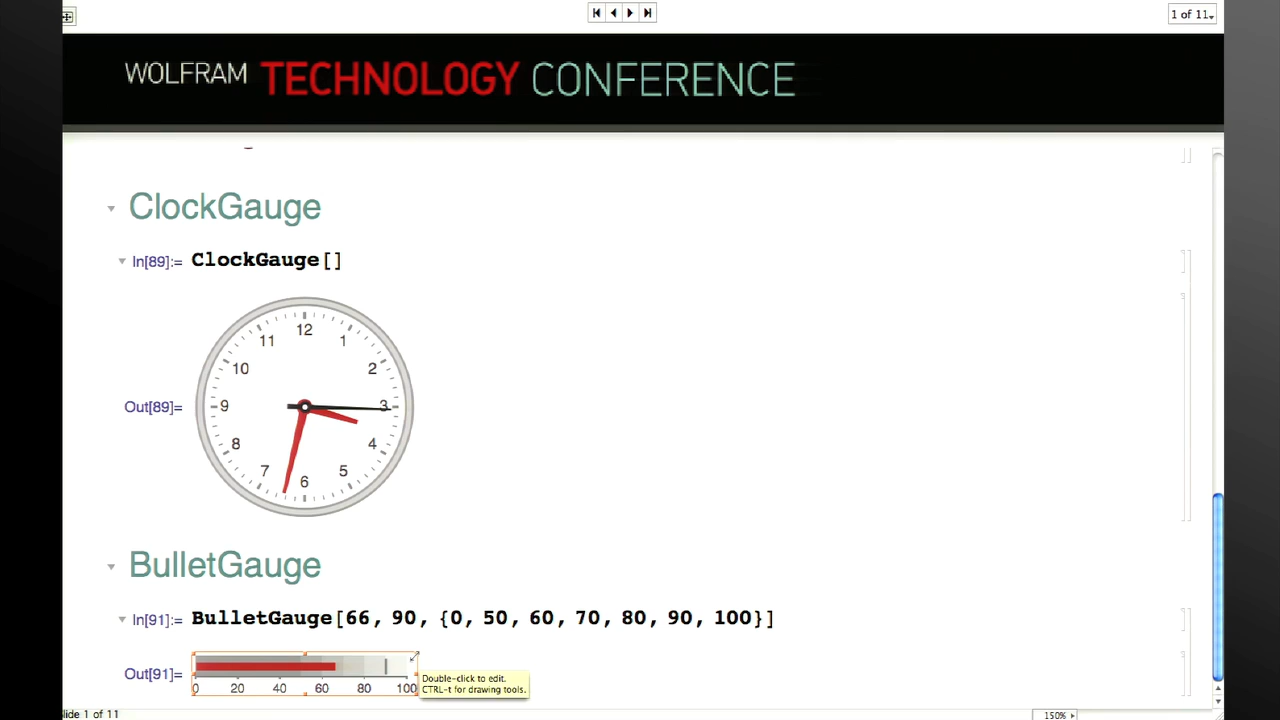 1 of 11
WOLFRAM TECHNOLOGY CONFERENCE
ClockGauge
In[89]:= ClockGauge[]
12
11 1
10 2
Out[89]= 9 3
8 4
7 5
6
BulletGauge
In[91]:= BulletGauge[66, 90, {0, 50, 60, 70, 80, 90, 100}]
Out[91]=
0 20 40 60 80 100
Double-click to edit.
CTRL-t for drawing tools.
lide 1 of 11
150%